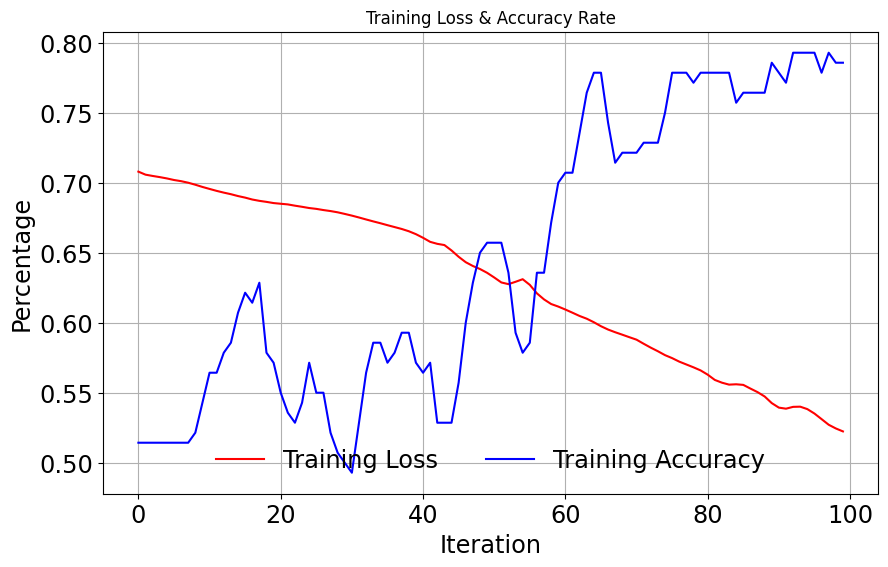 Training Loss & Accuracy Rate
0.80
0.75
0.70
0.65
0.60
0.55
0.50
Percentage
Training Loss
Training Accuracy
0 20 40 60 80 100
Iteration